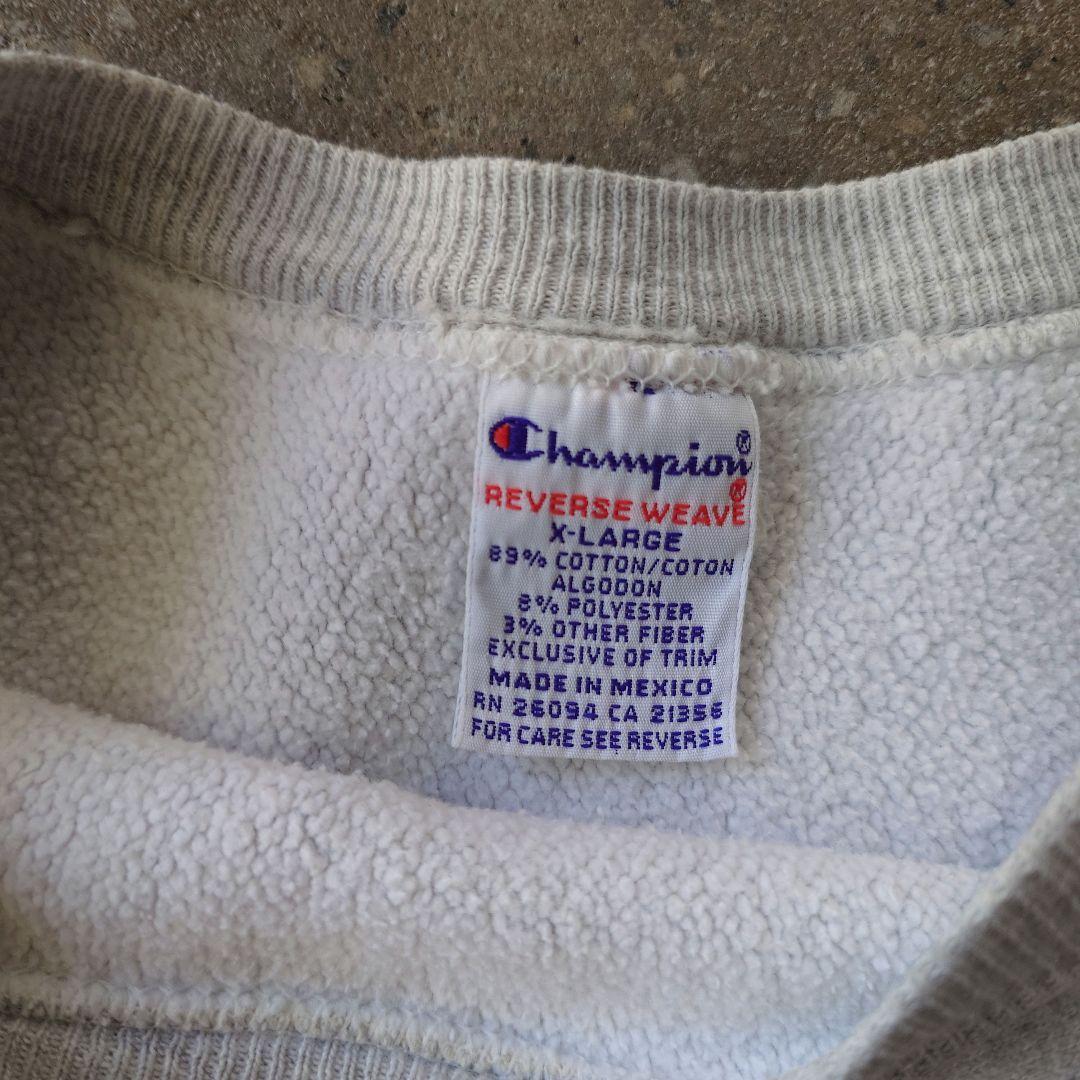 Champion®
REVERSE WEAVE®
X-LARGE
89% COTTON/COTON
ALGODON
8% POLYESTER
3% OTHER FIBER
EXCLUSIVE OF TRIM
MADE IN MEXICO
RN 26094 CA 21356
FOR CARE SEE REVERSE